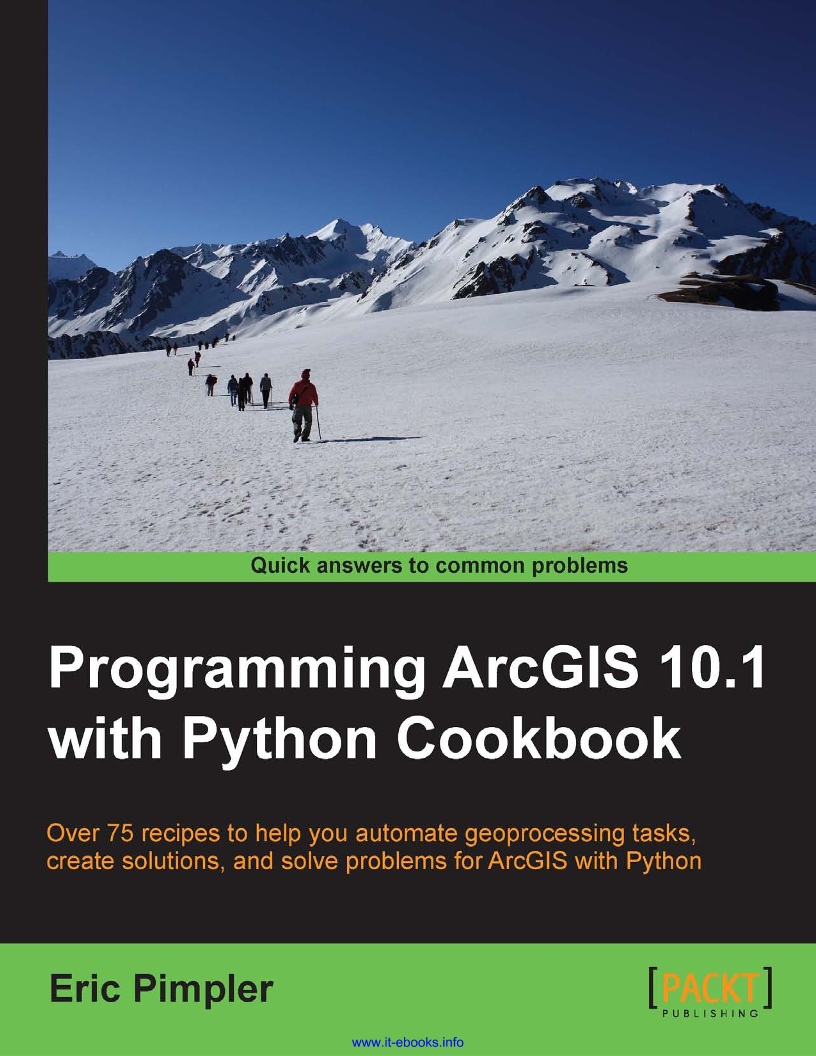 Quick answers to common problems
Programming ArcGIS 10.1
with Python Cookbook
Over 75 recipes to help you automate geoprocessing tasks,
create solutions, and solve problems for ArcGIS with Python
Eric Pimpler
[PACKT]
PUBLISHING
www.it-ebooks.info